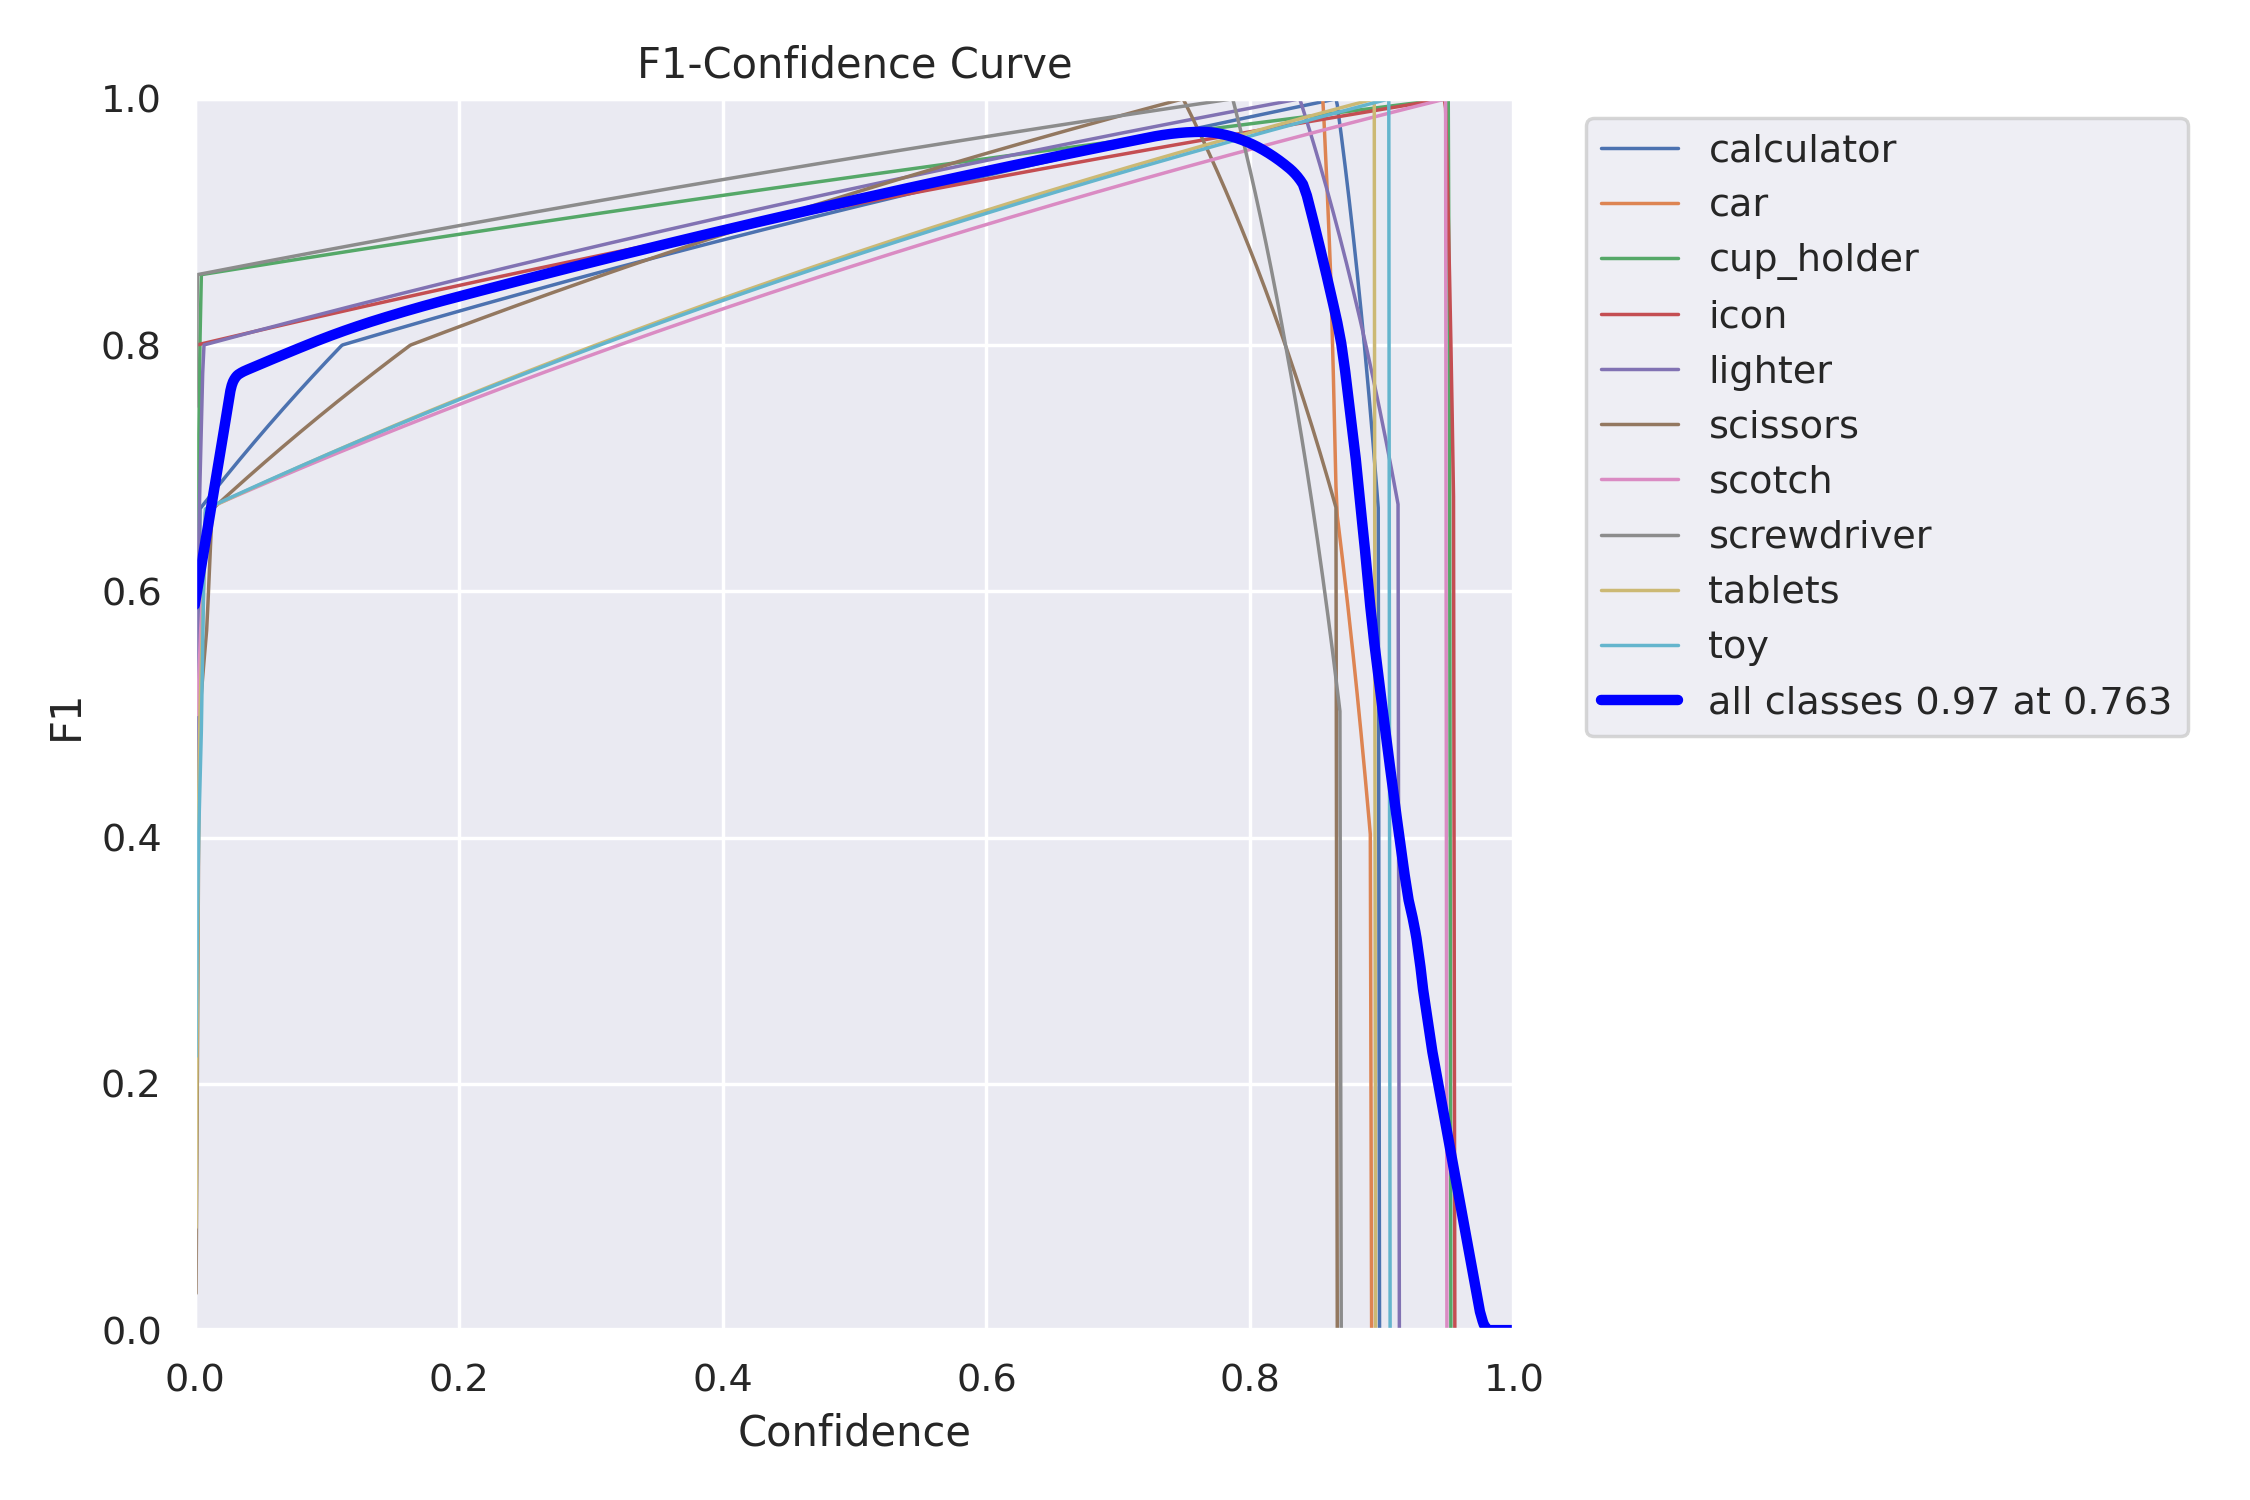 F1-Confidence Curve
1.0
0.8
0.6
0.4
0.2
0.0
F1
0.0 0.2 0.4 0.6 0.8 1.0
Confidence
calculator
car
cup_holder
icon
lighter
scissors
scotch
screwdriver
tablets
toy
all classes 0.97 at 0.763